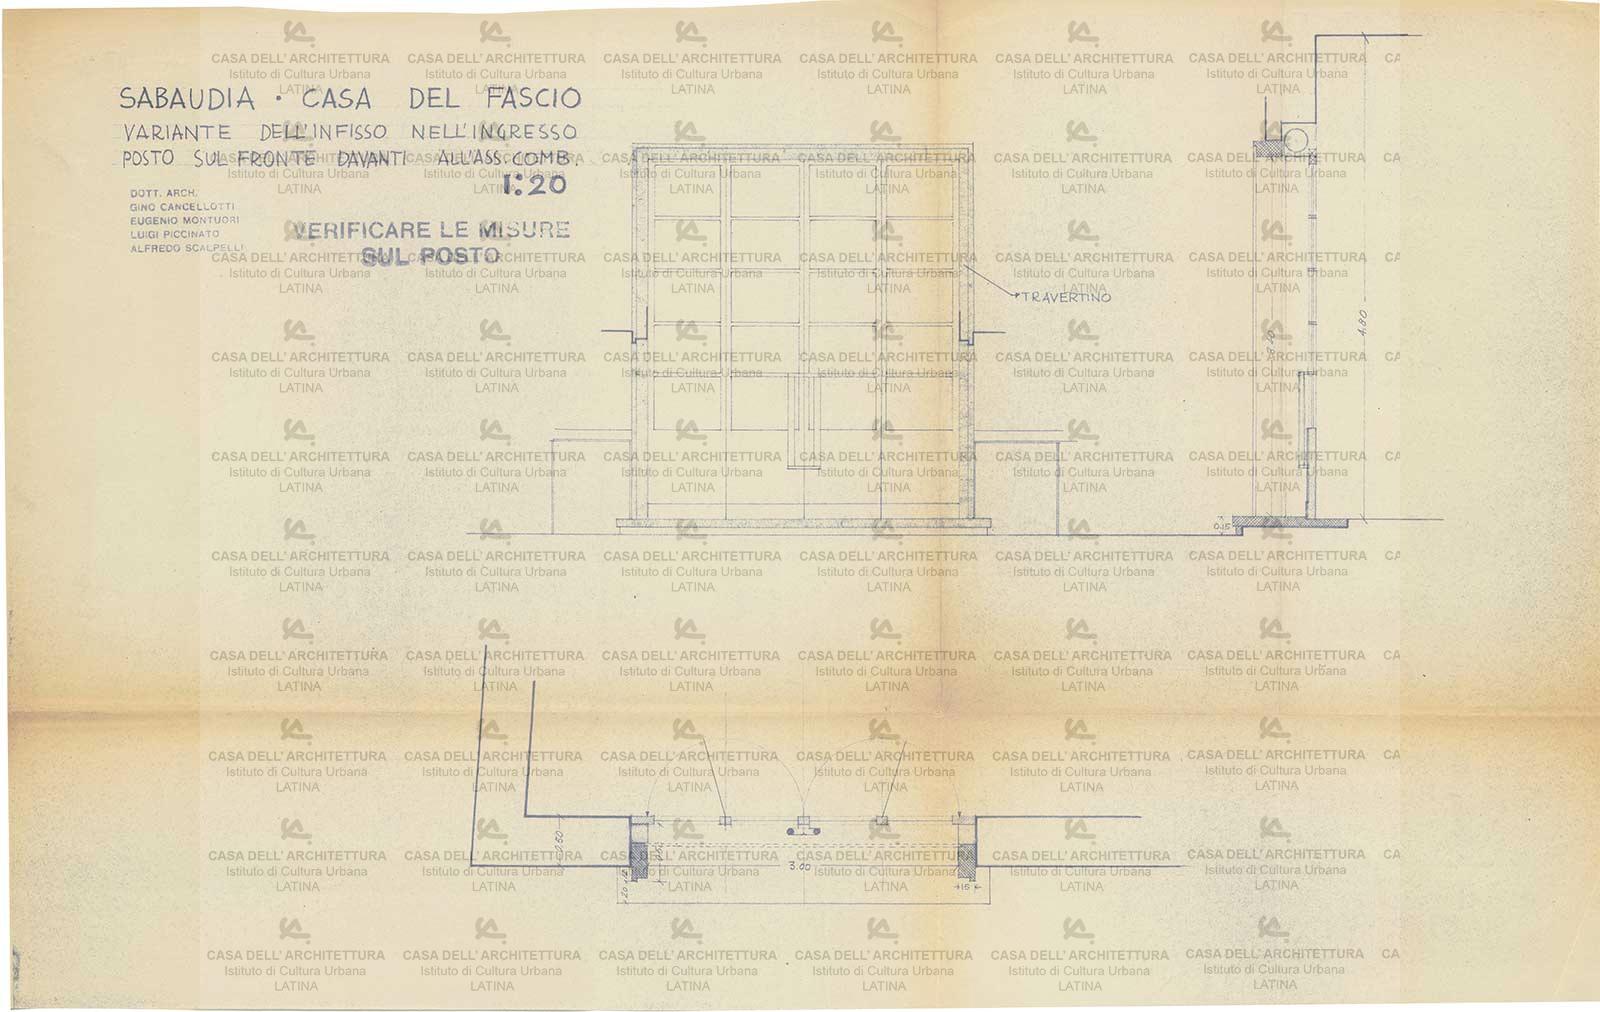 SABAUDIA · CASA DEL FASCIO
VARIANTE DELL'INFISSO NELL'INGRESSO
POSTO SUL FRONTE DAVANTI ALL'ASS. COMB.
1:20
DOTT. ARCH.
GINO CANCELLOTTI
EUGENIO MONTUORI
LUIGI PICCINATO
ALFREDO SCALPELLI
VERIFICARE LE MISURE
SUL POSTO
TRAVERTINO
4.80
0.15
0.50
3.00
15
20
CASA DELL' ARCHITETTURA
Istituto di Cultura Urbana
LATINA